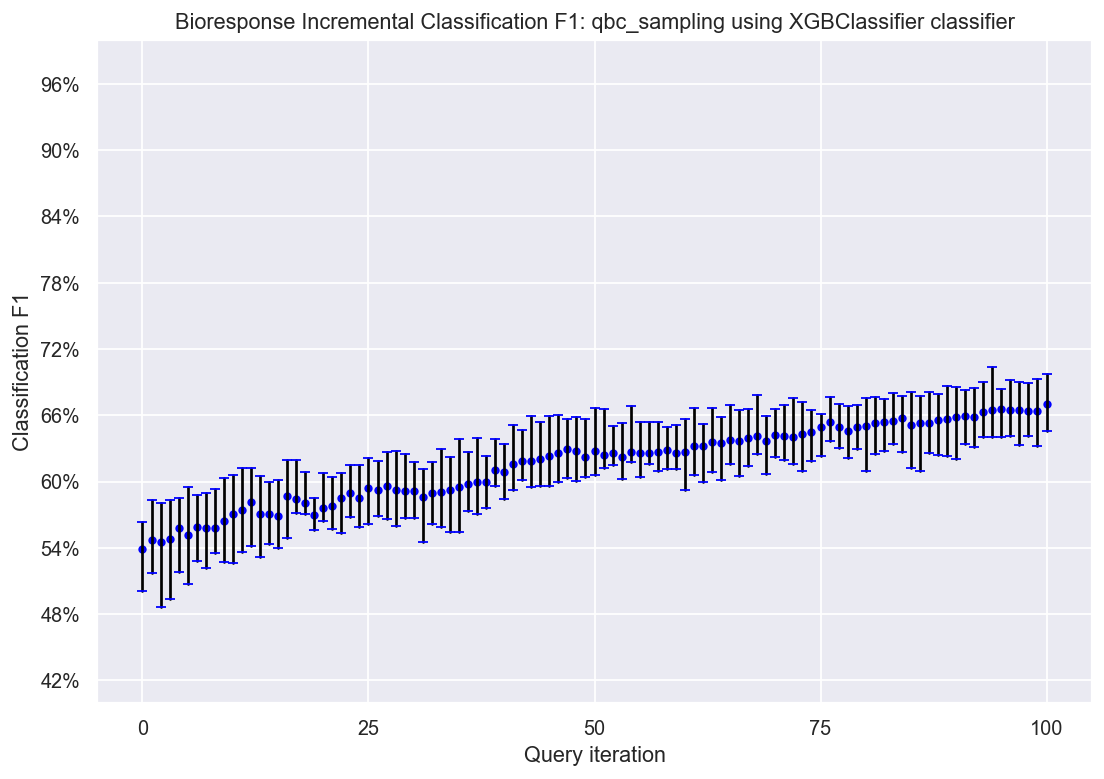 Bioresponse Incremental Classification F1: qbc_sampling using XGBClassifier classifier
96%
90%
84%
78%
72%
66%
60%
54%
48%
42%
Classification F1
0 25 50 75 100
Query iteration